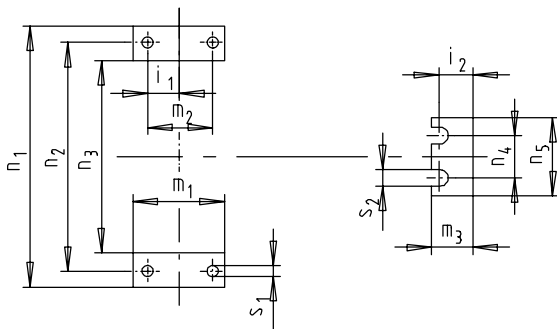 i₁
m₂
n₁
n₂
n₃
m₁
s₁
i₂
n₄
n₅
s₂
m₃